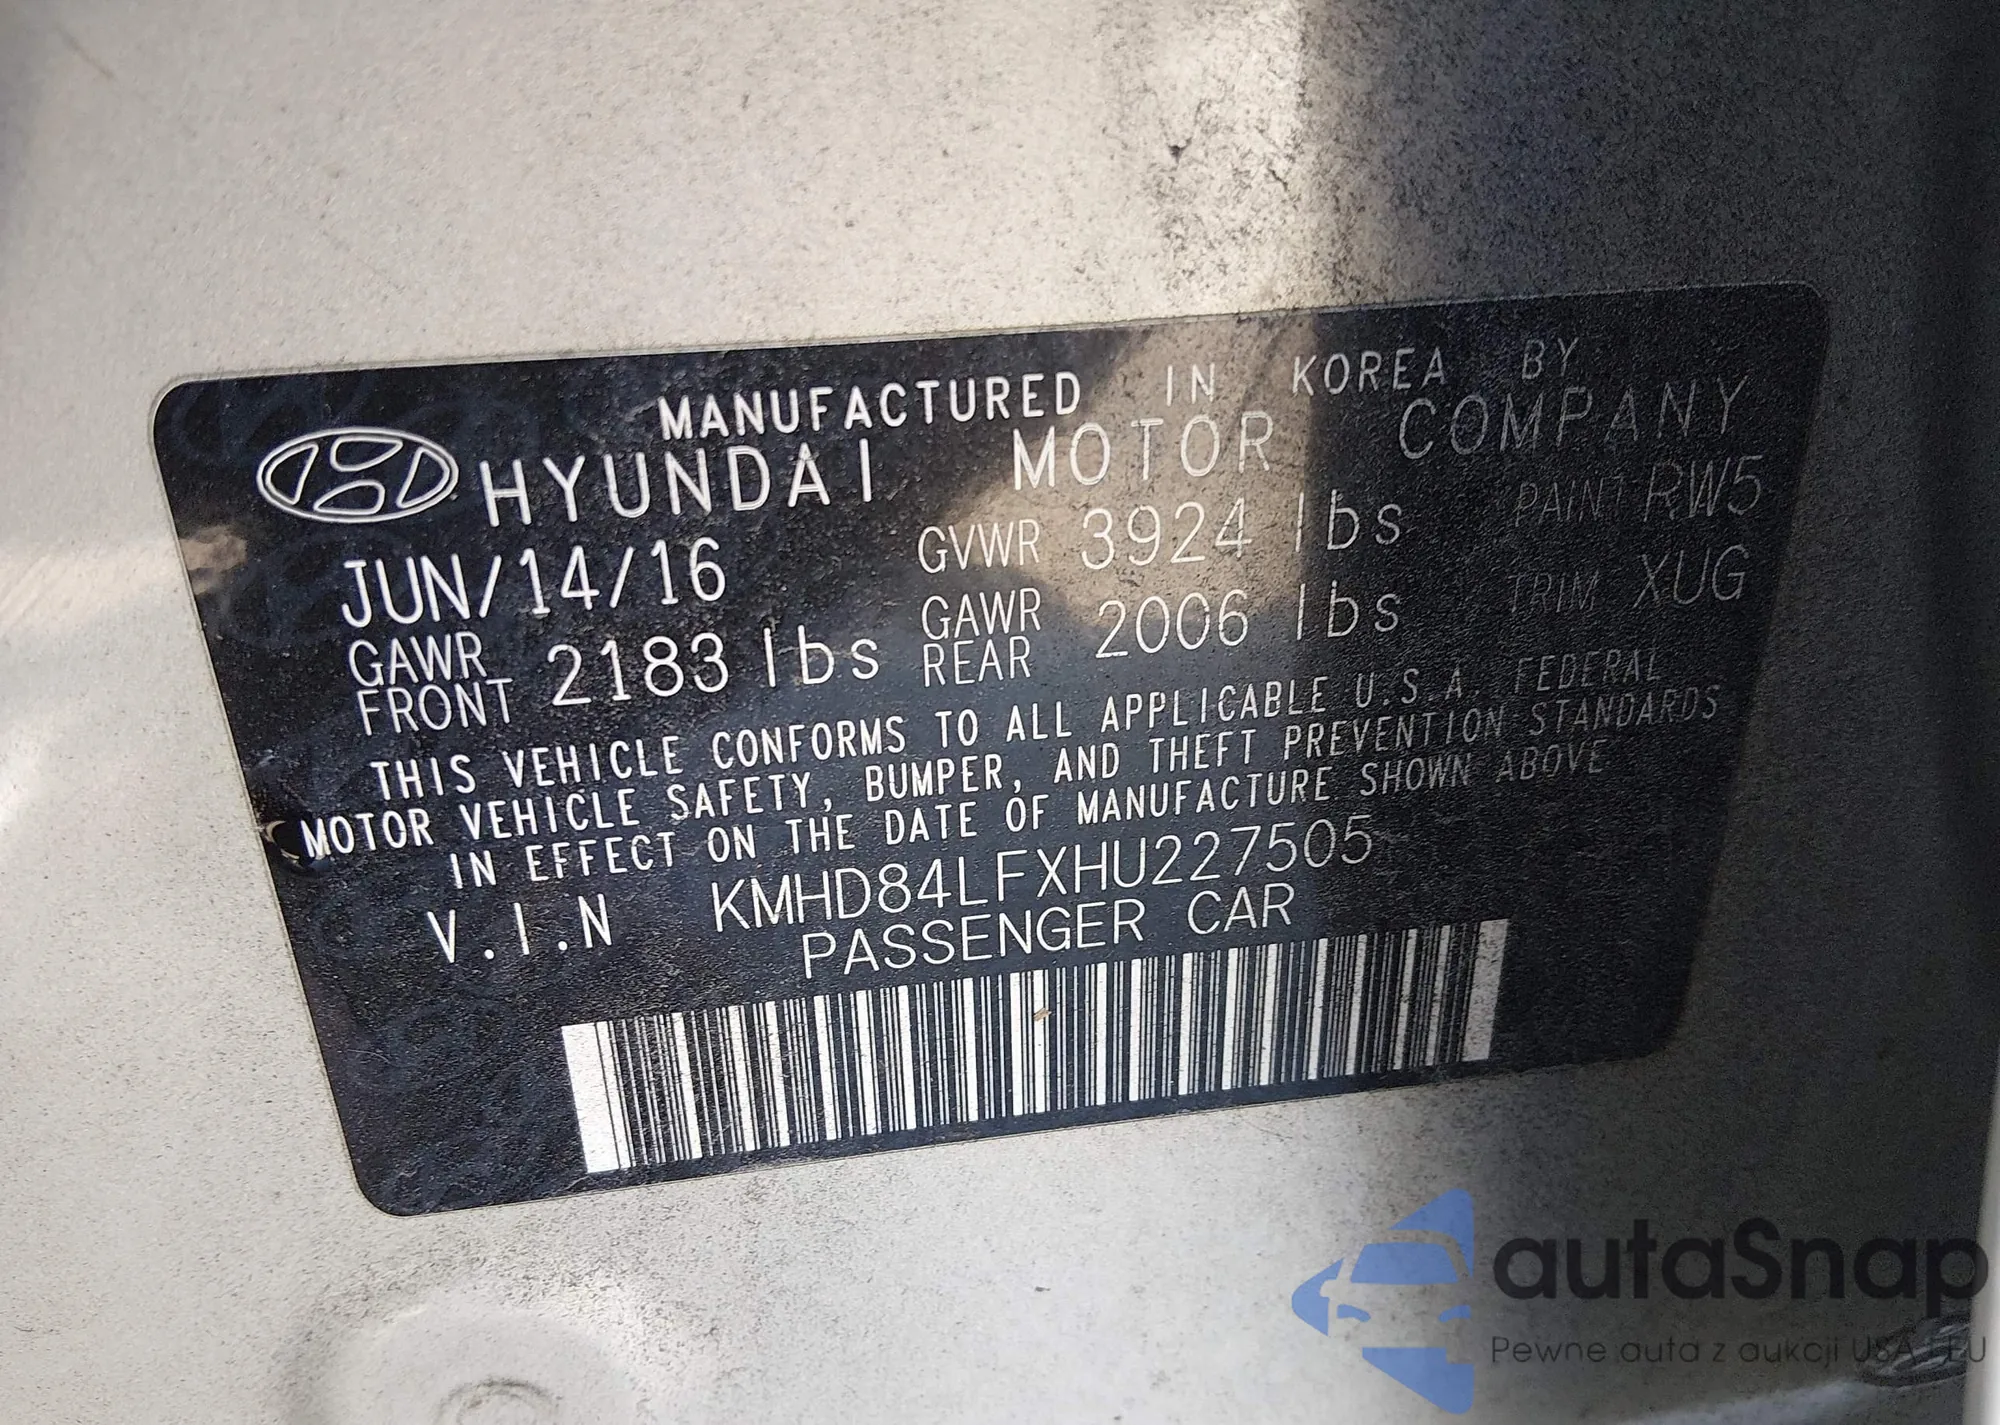 MANUFACTURED IN KOREA BY
HYUNDAI MOTOR COMPANY
JUN/14/16 GVWR 3924 lbs PAINT RW5
GAWR FRONT 2183 lbs GAWR REAR 2006 lbs TRIM XUG
THIS VEHICLE CONFORMS TO ALL APPLICABLE U.S.A. FEDERAL
MOTOR VEHICLE SAFETY, BUMPER, AND THEFT PREVENTION STANDARDS
IN EFFECT ON THE DATE OF MANUFACTURE SHOWN ABOVE
V.I.N KMHD84LFXHU227505
PASSENGER CAR
autaSnap
Pewne auta z aukcji USA i EU